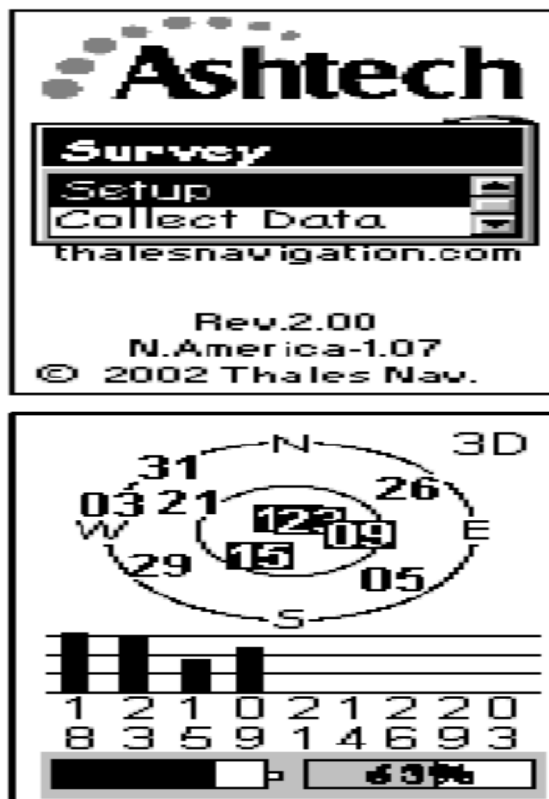 Ashtech
Survey
Setup
Collect Data
thalesnavigation.com
Rev.2.00
N.America-1.07
© 2002 Thales Nav.
N 3D
31
26
03 21
09
W E
15
29
05
S
1 2 1 0 2 1 2 2 0
8 3 5 9 1 4 6 9 3